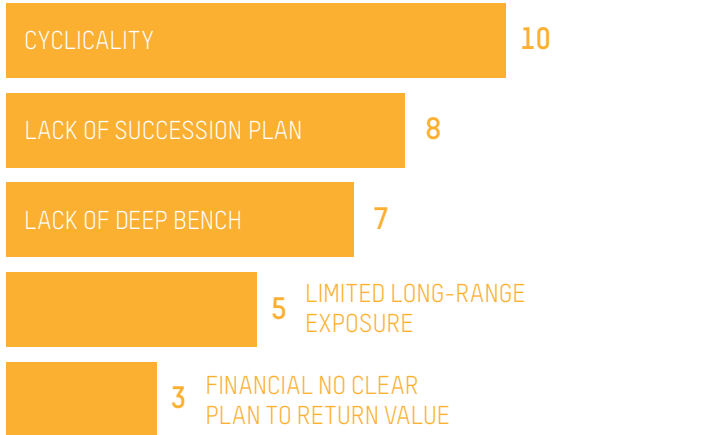 CYCLICALITY 10
LACK OF SUCCESSION PLAN 8
LACK OF DEEP BENCH 7
5 LIMITED LONG-RANGE
EXPOSURE
3 FINANCIAL NO CLEAR
PLAN TO RETURN VALUE